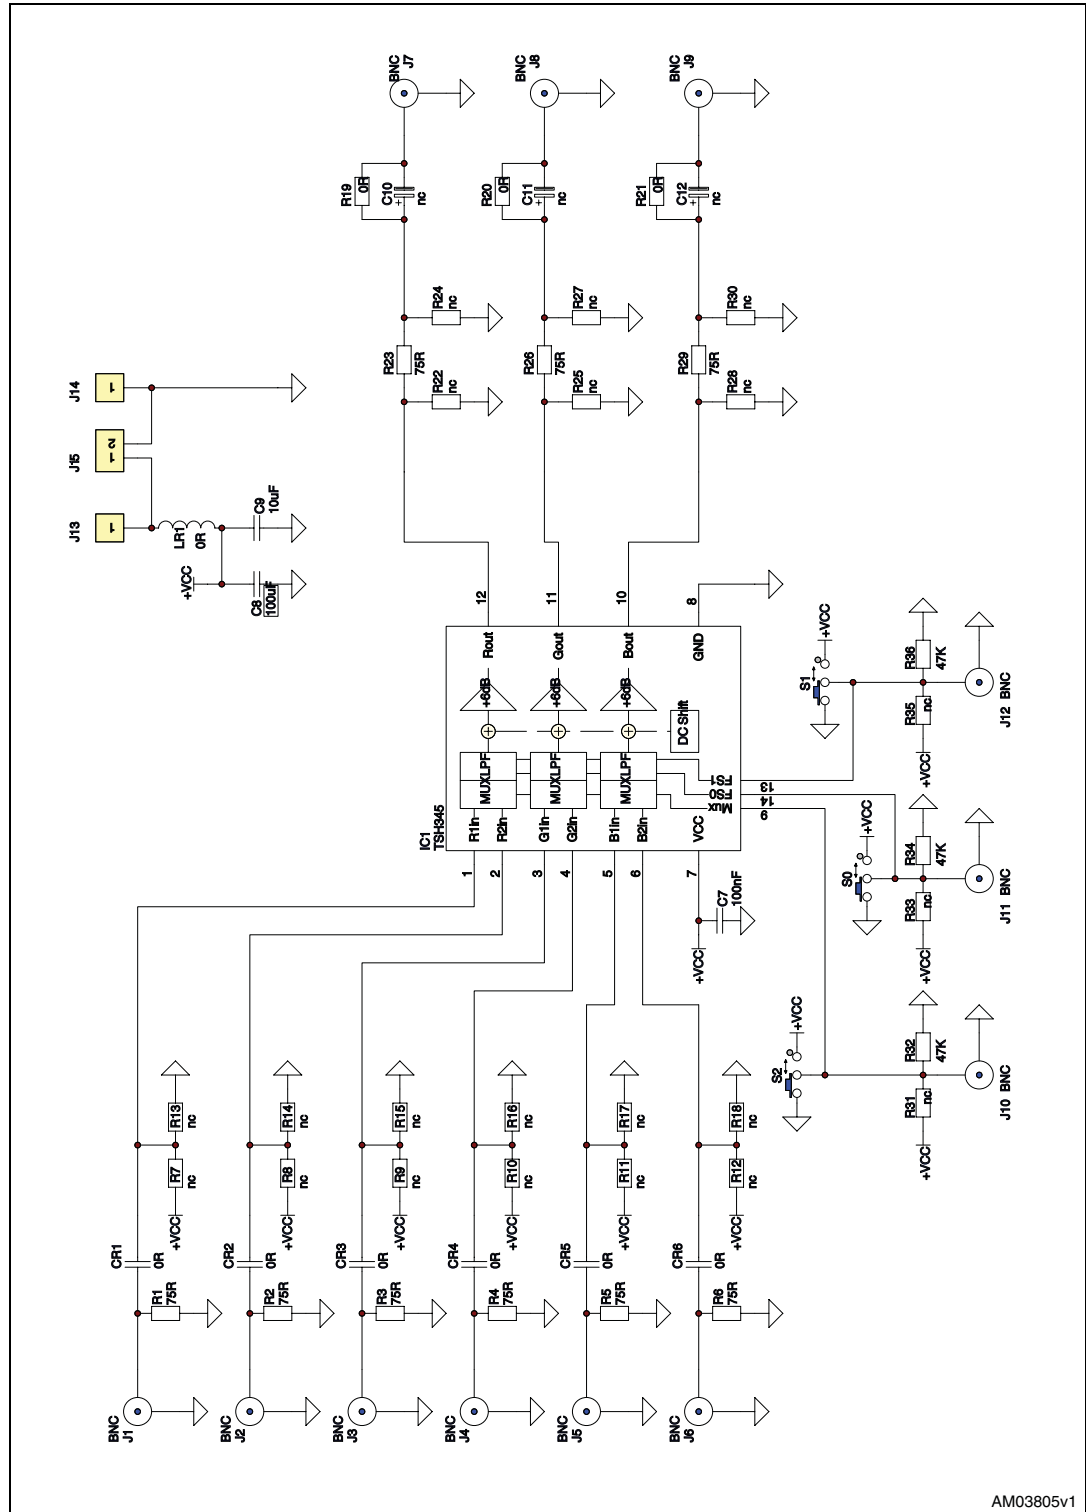 BNC
J7
BNC
J8
BNC
J9
R19
0R
C10
+
nc
R20
0R
C11
+
nc
R21
0R
C12
+
nc
R24
nc
R27
nc
R30
nc
R23
75R
R26
75R
R29
75R
R22
nc
R25
nc
R28
nc
J14
1
J15
2
1
J13
1
LR1
0R
C9
10uF
+VCC
C8
100uF
12
11
10
8
Rout
Gout
Bout
GND
+6dB
+6dB
+6dB
DC Shift
MUX
LPF
MUX
LPF
MUX
LPF
FS1
FS0
Mux
13
14
9
R1in
R2in
G1in
G2in
B1in
B2in
VCC
IC1
TSH345
1
2
3
4
5
6
7
C7
100nF
+VCC
S1
+VCC
R36
47K
R35
nc
+VCC
J12 BNC
S0
+VCC
R34
47K
R33
nc
+VCC
J11 BNC
S2
+VCC
R32
47K
R31
nc
+VCC
J10 BNC
R13
nc
R7
nc
+VCC
CR1
0R
R1
75R
BNC
J1
R14
nc
R8
nc
+VCC
CR2
0R
R2
75R
BNC
J2
R15
nc
R9
nc
+VCC
CR3
0R
R3
75R
BNC
J3
R16
nc
R10
nc
+VCC
CR4
0R
R4
75R
BNC
J4
R17
nc
R11
nc
+VCC
CR5
0R
R5
75R
BNC
J5
R18
nc
R12
nc
+VCC
CR6
0R
R6
75R
BNC
J6
AM03805v1